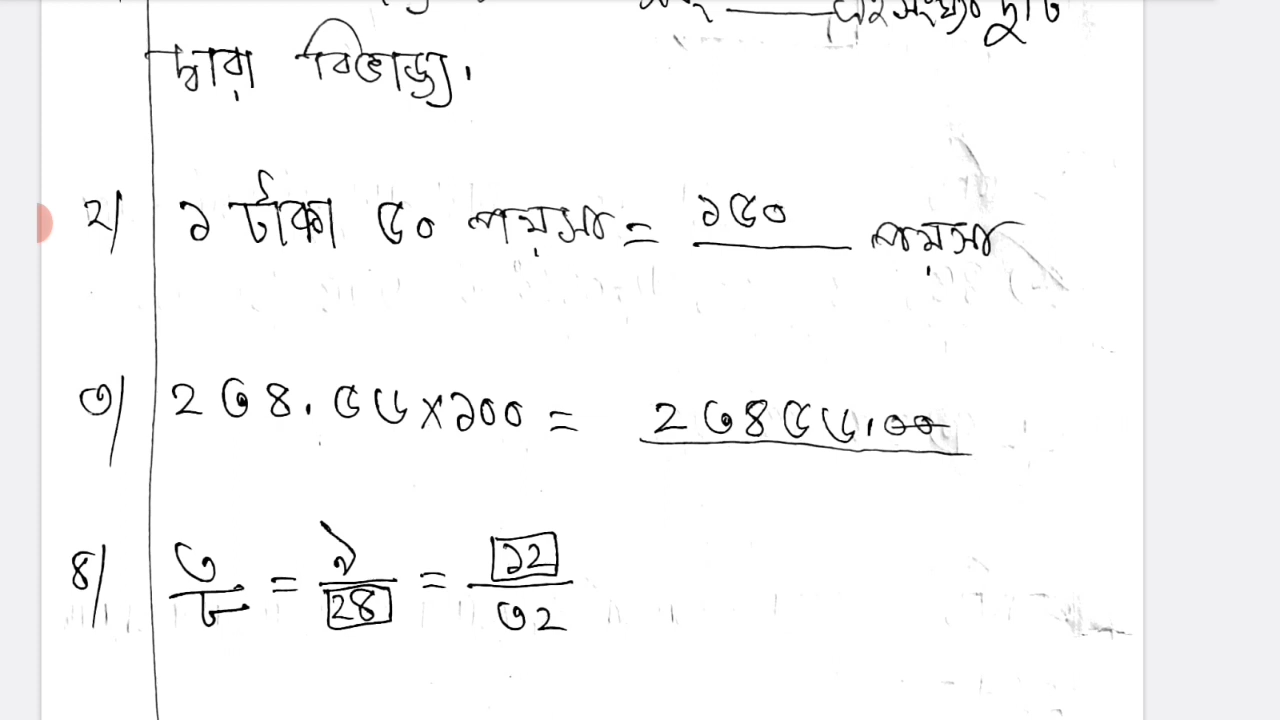 এই সংখ্যা দুটি
দ্বারা বিভাজ্য.
২) ১ টাকা ৫০ পয়সা = ১৫০ পয়সা
৩) ২৩৪.৫৬×১০০ = ২৩৪৫৬.০০
৪) ৩/৮ = ৯/২৪ = ১২/৩২